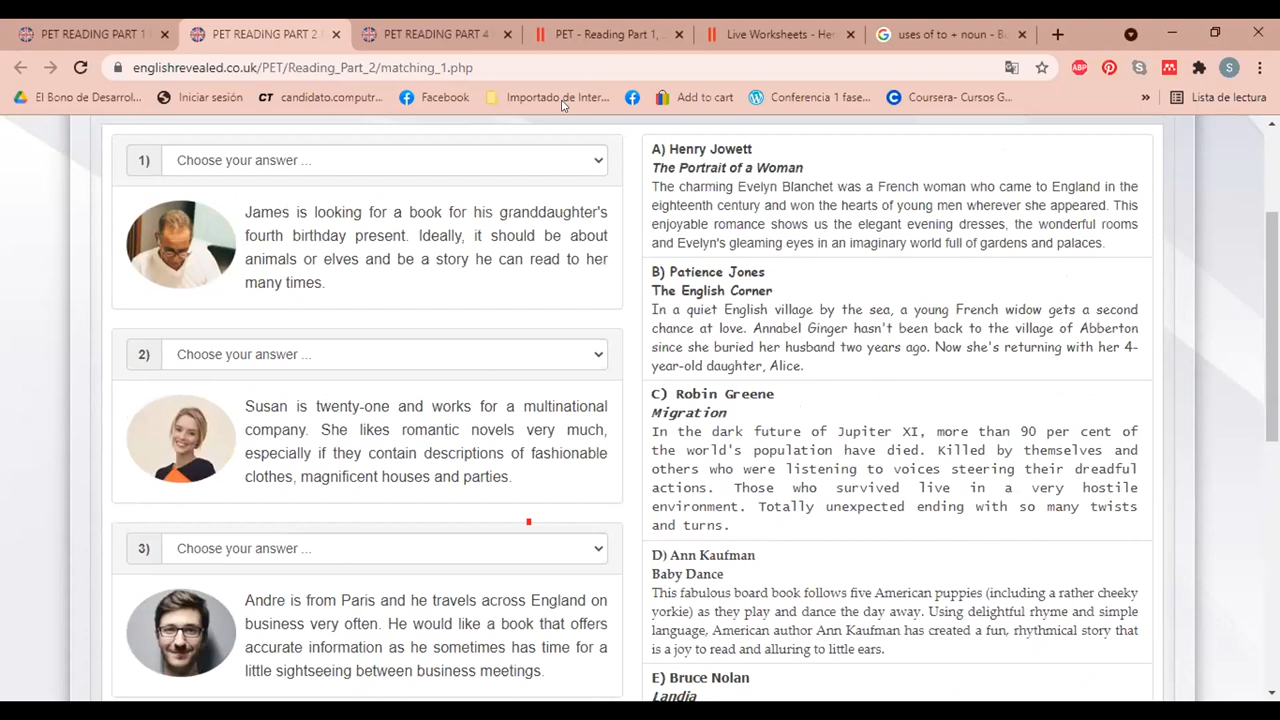 PET READING PART 1
PET READING PART 2
PET READING PART 4
PET - Reading Part 1, ...
Live Worksheets - Her
uses of to + noun - Bu
englishrevealed.co.uk/PET/Reading_Part_2/matching_1.php
ABP
S
El Bono de Desarrol...
Iniciar sesión
CT candidato.computr...
Facebook
Importado de Inter...
Add to cart
Conferencia 1 fase...
Coursera- Cursos G...
»
Lista de lectura
1) Choose your answer ...
James is looking for a book for his granddaughter's
fourth birthday present. Ideally, it should be about
animals or elves and be a story he can read to her
many times.
2) Choose your answer ...
Susan is twenty-one and works for a multinational
company. She likes romantic novels very much,
especially if they contain descriptions of fashionable
clothes, magnificent houses and parties.
3) Choose your answer ...
Andre is from Paris and he travels across England on
business very often. He would like a book that offers
accurate information as he sometimes has time for a
little sightseeing between business meetings.
A) Henry Jowett
The Portrait of a Woman
The charming Evelyn Blanchet was a French woman who came to England in the
eighteenth century and won the hearts of young men wherever she appeared. This
enjoyable romance shows us the elegant evening dresses, the wonderful rooms
and Evelyn's gleaming eyes in an imaginary world full of gardens and palaces.
B) Patience Jones
The English Corner
In a quiet English village by the sea, a young French widow gets a second
chance at love. Annabel Ginger hasn't been back to the village of Abberton
since she buried her husband two years ago. Now she's returning with her 4-
year-old daughter, Alice.
C) Robin Greene
Migration
In the dark future of Jupiter XI, more than 90 per cent of
the world's population have died. Killed by themselves and
others who were listening to voices steering their dreadful
actions. Those who survived live in a very hostile
environment. Totally unexpected ending with so many twists
and turns.
D) Ann Kaufman
Baby Dance
This fabulous board book follows five American puppies (including a rather cheeky
yorkie) as they play and dance the day away. Using delightful rhyme and simple
language, American author Ann Kaufman has created a fun, rhythmical story that
is a joy to read and alluring to little ears.
E) Bruce Nolan
Landia